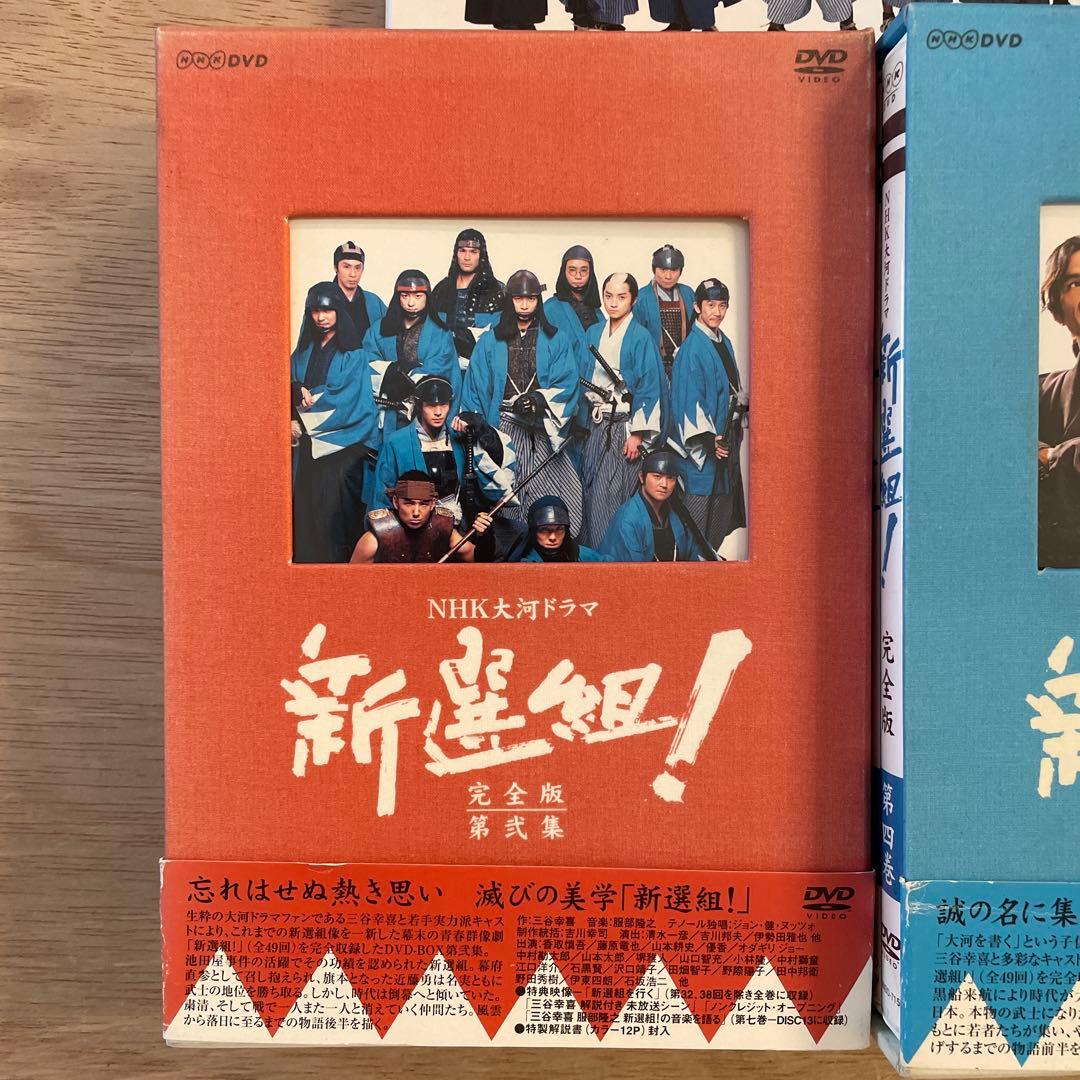 NHK DVD
DVD
VIDEO
NHK大河ドラマ
新選組!
完全版
第弐集
忘れはせぬ熱き思い 滅びの美学「新選組!」
DVD
VIDEO
生粋の大河ドラマファンである三谷幸喜と若手実力派キャス
トにより、これまでの新選組像を一新した幕末の青春群像劇
「新選組!」(全49回)を完全収録したDVD-BOX第弐集。
池田屋事件の活躍でその功績を認められた新選組。幕府
直参として召し抱えられ、旗本となった近藤勇は名実ともに
武士の地位を勝ち取る。しかし、時代は倒幕へと傾いていた。
粛清、そして戦で一人また一人と消えていく仲間たち。風雲
から落日に至るまでの物語後半を描く。
作:三谷幸喜 音楽:服部隆之 テノール独唱:ジョン・健・ヌッツォ
制作統括:吉川幸司 演出:清水一彦/吉川邦夫/伊勢田雅也 他
出演:香取慎吾/藤原竜也/山本耕史/優香/オダギリジョー
中村勘太郎/山本太郎/堺雅人/山口智充/小林隆/中村獅童
江口洋介/石黒賢/沢口靖子/田畑智子/野際陽子/田中邦衛
野田秀樹/伊東四朗/石坂浩二 他
●特典映像―「新選組を行く」(第32、38回を除き全巻に収録)
「三谷幸喜 解説付き 未放送シーン」「ノンクレジット・オープニング」
「三谷幸喜 服部隆之 新選組!の音楽を語る」(第七巻―DISC13に収録)
●特製解説書(カラー12P)封入
NHK DVD
NHK
DVD
NHK大河ドラマ
新選組!
完全版
第四巻
DVD
新
誠の名に集
「大河を書く」という子供
三谷幸喜と多彩なキャスト
選組!」(全49回)を完全
黒船来航により時代が
日本。本物の武士になり
もとに若者たちが集い、や
げするまでの物語前半を